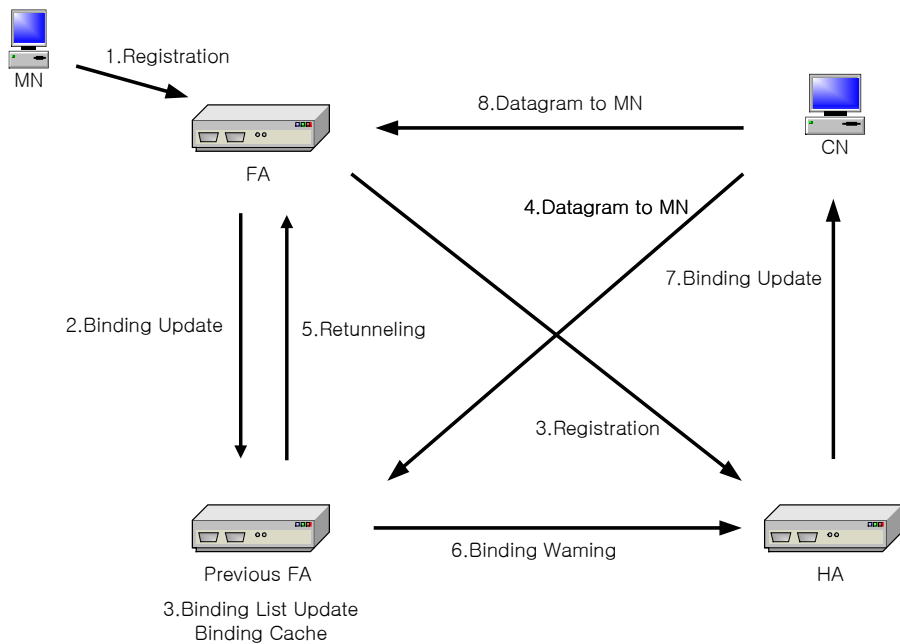 MN
1.Registration
FA
8.Datagram to MN
CN
4.Datagram to MN
7.Binding Update
2.Binding Update
5.Retunneling
3.Registration
Previous FA
6.Binding Waming
HA
3.Binding List Update
Binding Cache